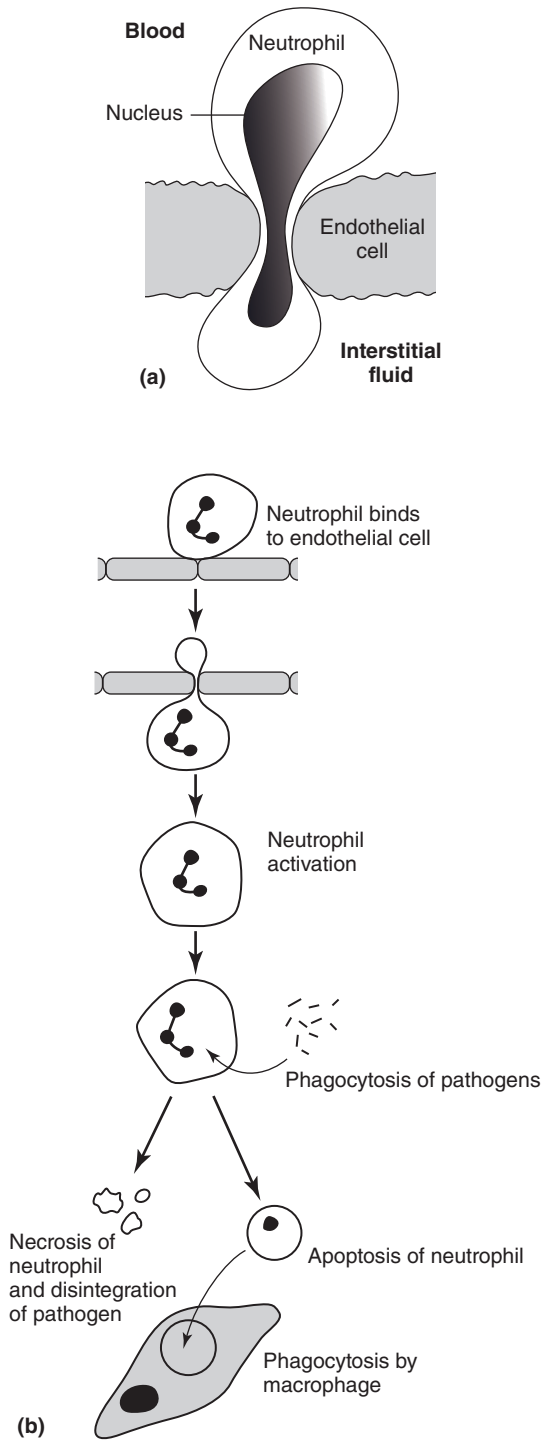 Blood
Neutrophil
Nucleus
Endothelial
cell
Interstitial
fluid
(a)
Neutrophil binds
to endothelial cell
Neutrophil
activation
Phagocytosis of pathogens
Necrosis of
neutrophil
and disintegration
of pathogen
Apoptosis of neutrophil
Phagocytosis by
macrophage
(b)